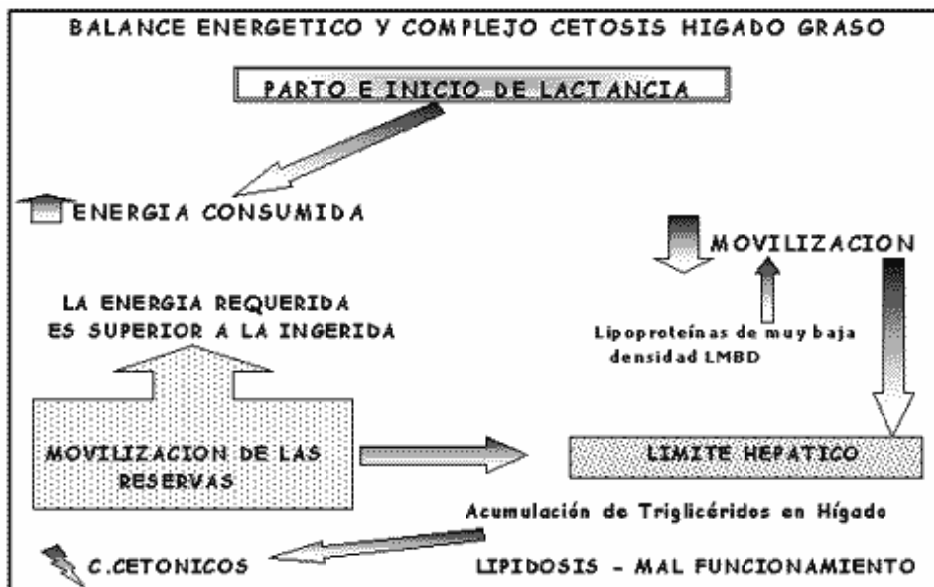 BALANCE ENERGETICO Y COMPLEJO CETOSIS HIGADO GRASO
PARTO E INICIO DE LACTANCIA
ENERGIA CONSUMIDA
MOVILIZACION
LA ENERGIA REQUERIDA
ES SUPERIOR A LA INGERIDA
Lipoproteínas de muy baja
densidad LMBD
MOVILIZACION DE LAS
RESERVAS
LIMITE HEPATICO
Acumulación de Triglicéridos en Hígado
C.CETONICOS
LIPIDOSIS - MAL FUNCIONAMIENTO